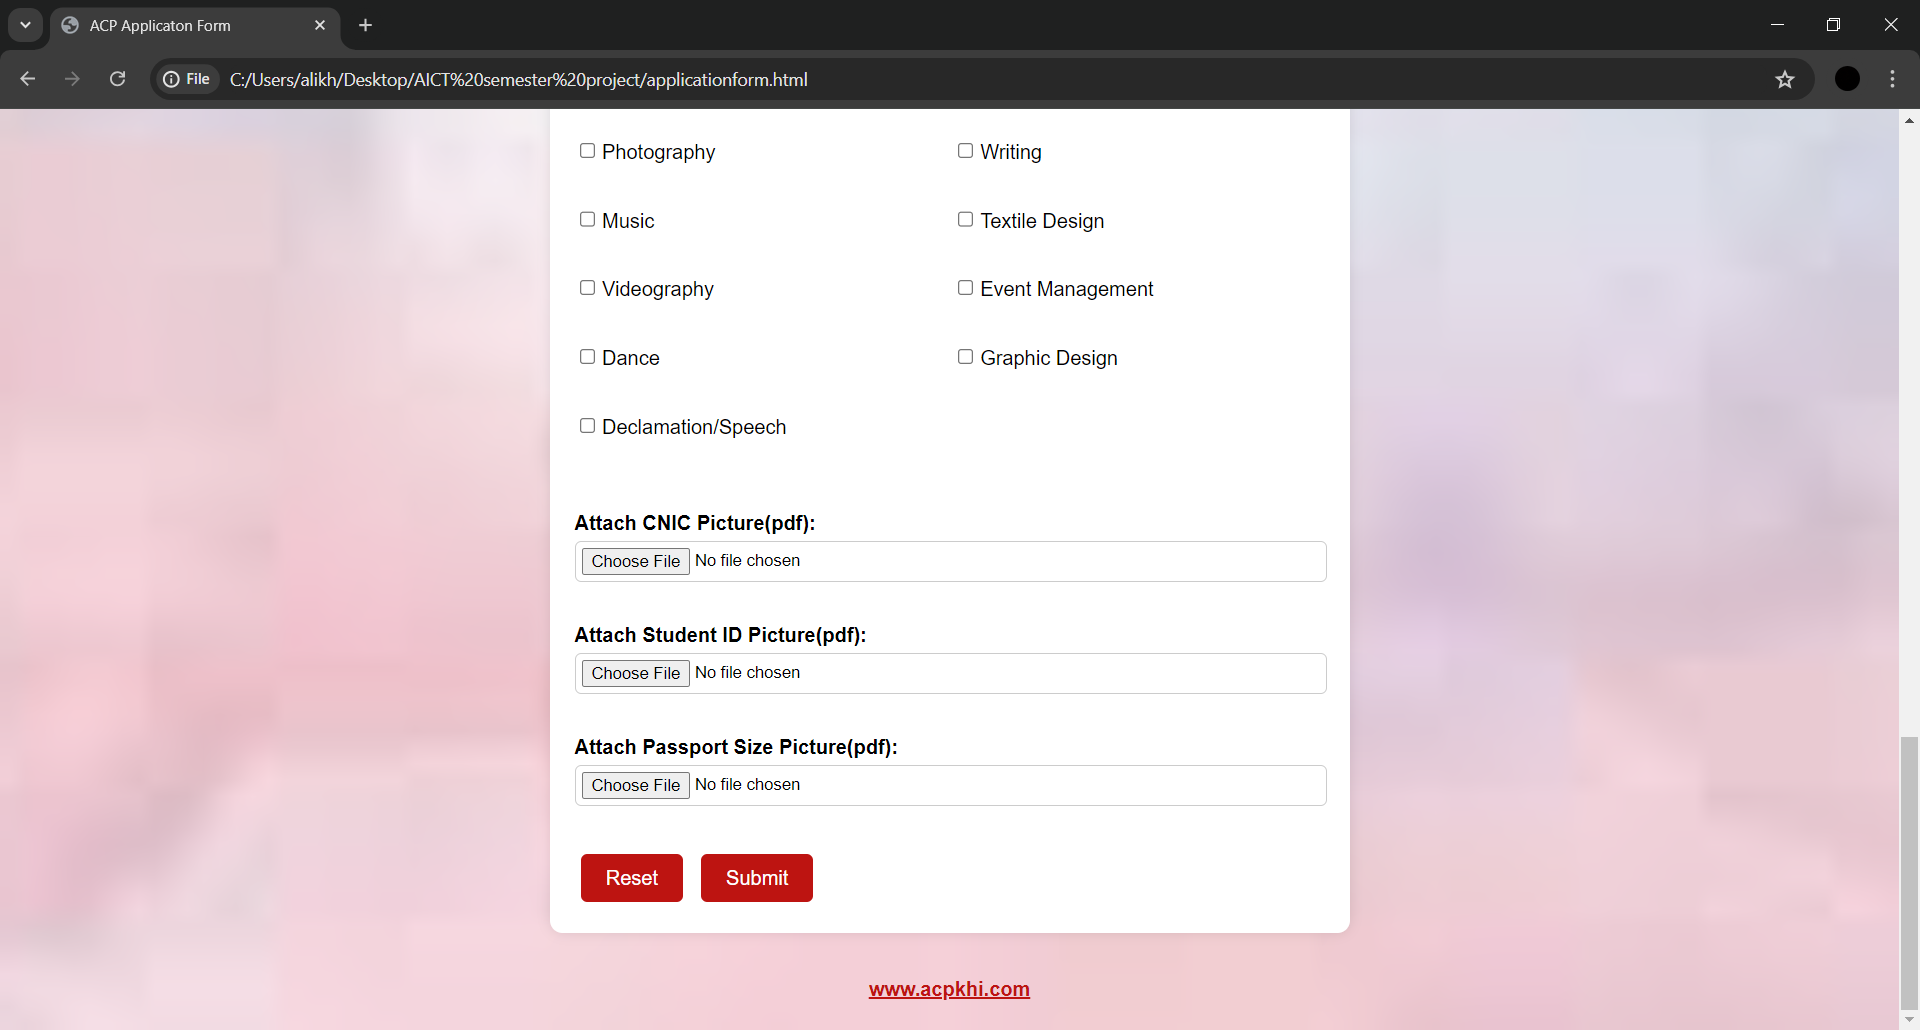 ACP Applicaton Form
File C:/Users/alikh/Desktop/AICT%20semester%20project/applicationform.html
Photography Writing
Music Textile Design
Videography Event Management
Dance Graphic Design
Declamation/Speech
Attach CNIC Picture(pdf):
Choose File No file chosen
Attach Student ID Picture(pdf):
Choose File No file chosen
Attach Passport Size Picture(pdf):
Choose File No file chosen
Reset Submit
www.acpkhi.com